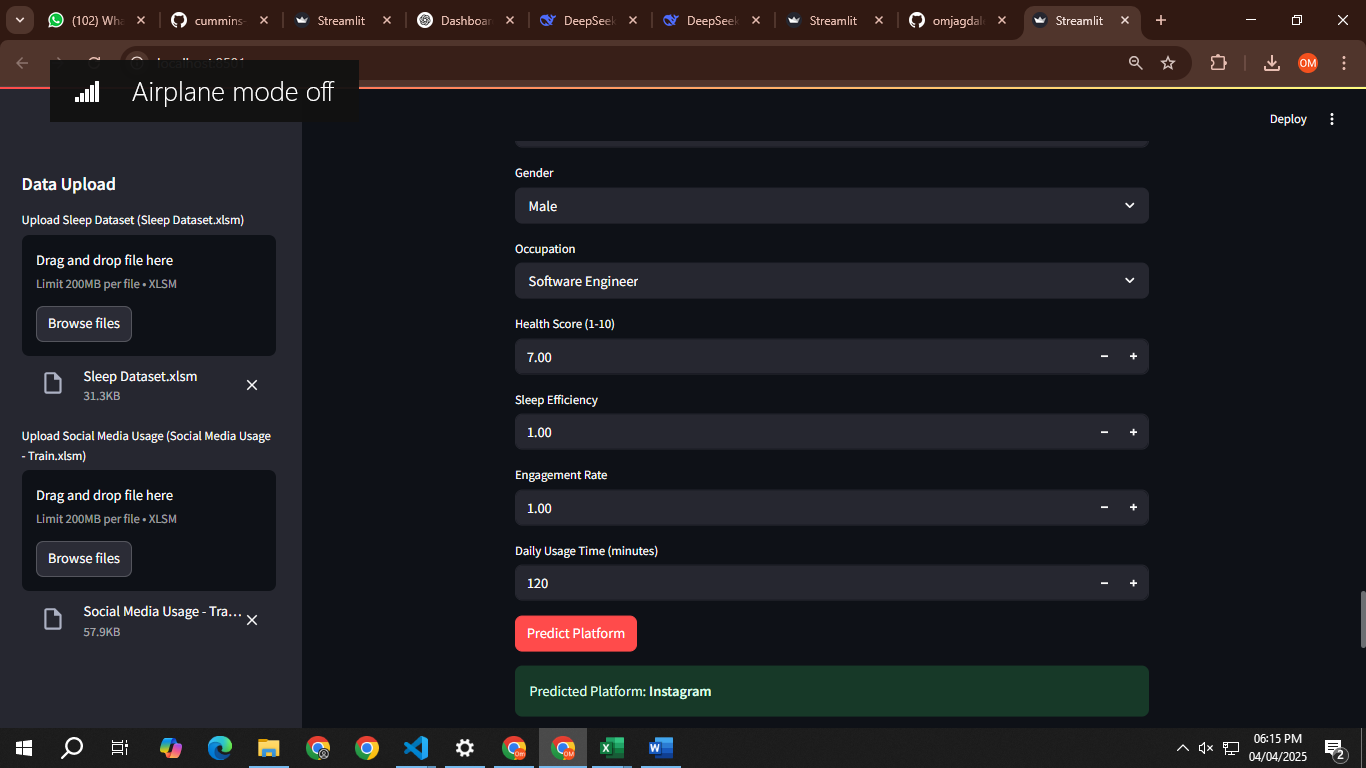 (102) Wha
cummins-
Streamlit
Dashboar
DeepSeek
DeepSeek
Streamlit
omjagdal
Streamlit
OM
Airplane mode off
Deploy
Data Upload
Upload Sleep Dataset (Sleep Dataset.xlsm)
Drag and drop file here
Limit 200MB per file • XLSM
Browse files
Sleep Dataset.xlsm
31.3KB
Upload Social Media Usage (Social Media Usage
- Train.xlsm)
Drag and drop file here
Limit 200MB per file • XLSM
Browse files
Social Media Usage - Tra...
57.9KB
Gender
Male
Occupation
Software Engineer
Health Score (1-10)
7.00
Sleep Efficiency
1.00
Engagement Rate
1.00
Daily Usage Time (minutes)
120
Predict Platform
Predicted Platform: Instagram
06:15 PM
04/04/2025
2